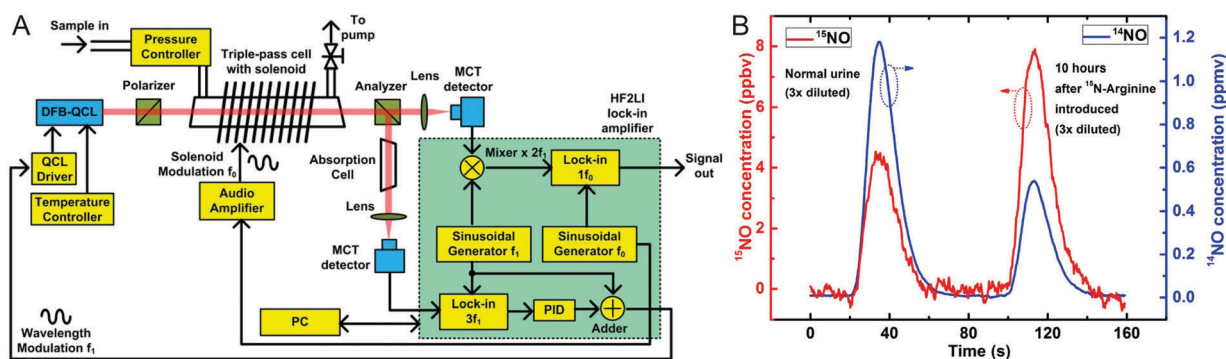 A
Sample in
Pressure
Controller
To
pump
Triple-pass cell
with solenoid
Polarizer
Analyzer
Lens
MCT
detector
HF2LI
lock-in
amplifier
DFB-QCL
QCL
Driver
Temperature
Controller
Solenoid
Modulation f₀
Audio
Amplifier
Absorption
Cell
Lens
MCT
detector
Mixer x 2f₁
Lock-in
1f₀
Signal
out
Sinusoidal
Generator f₁
Sinusoidal
Generator f₀
Lock-in
3f₁
PID
Adder
PC
Wavelength
Modulation f₁
B
¹⁵NO
¹⁴NO
Normal urine
(3x diluted)
10 hours
after ¹⁵N-Arginine
introduced
(3x diluted)
¹⁵NO concentration (ppbv)
8
6
4
2
0
¹⁴NO concentration (ppmv)
1.2
1.0
0.8
0.6
0.4
0.2
0.0
0 40 80 120 160
Time (s)